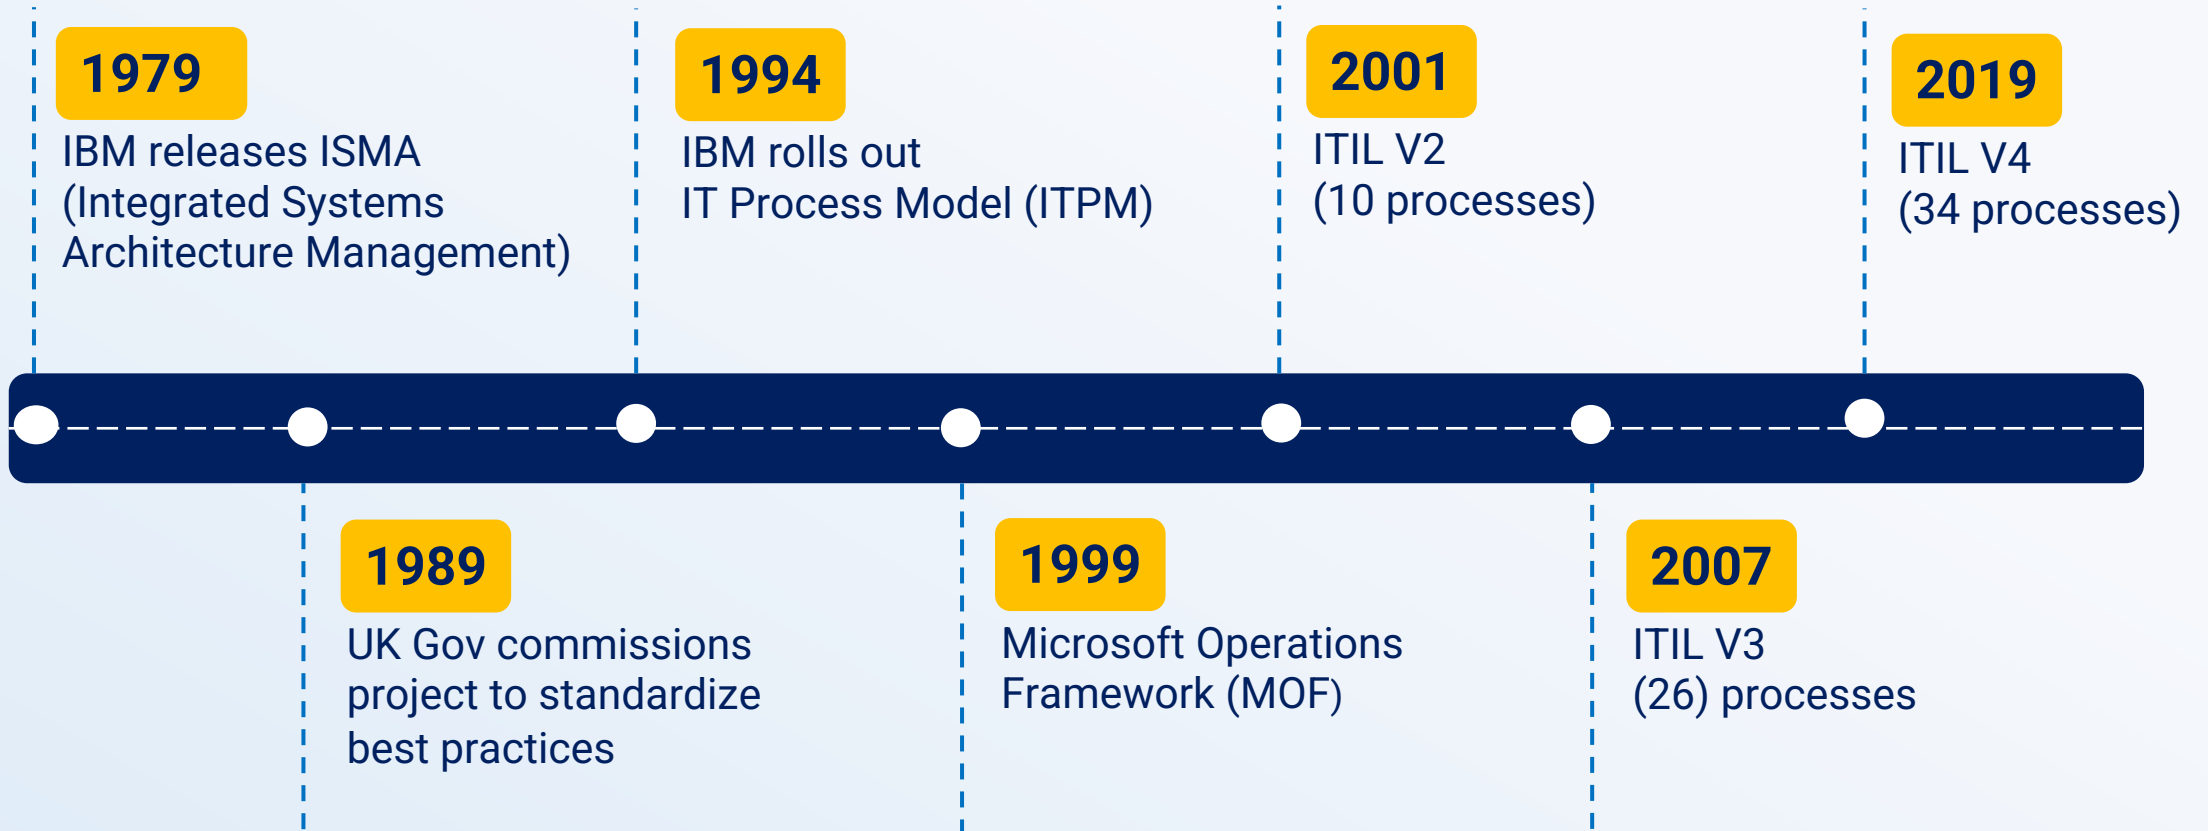 1979
IBM releases ISMA
(Integrated Systems
Architecture Management)
1989
UK Gov commissions
project to standardize
best practices
1994
IBM rolls out
IT Process Model (ITPM)
1999
Microsoft Operations
Framework (MOF)
2001
ITIL V2
(10 processes)
2007
ITIL V3
(26) processes
2019
ITIL V4
(34 processes)